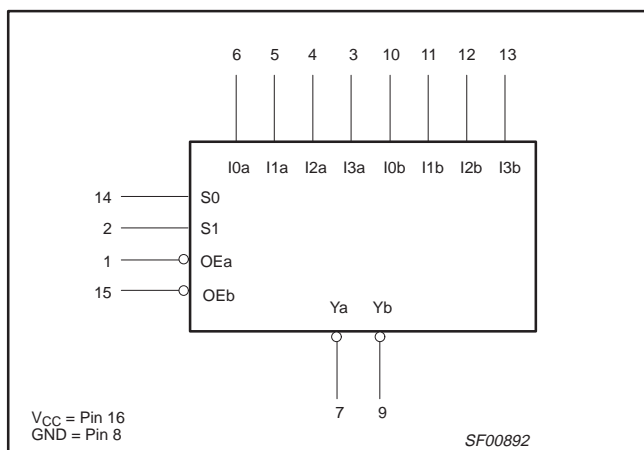 6 5 4 3 10 11 12 13
I0a I1a I2a I3a I0b I1b I2b I3b
14 S0
2 S1
1 OEa
15 OEb
Ya Yb
7 9
VCC = Pin 16
GND = Pin 8
SF00892